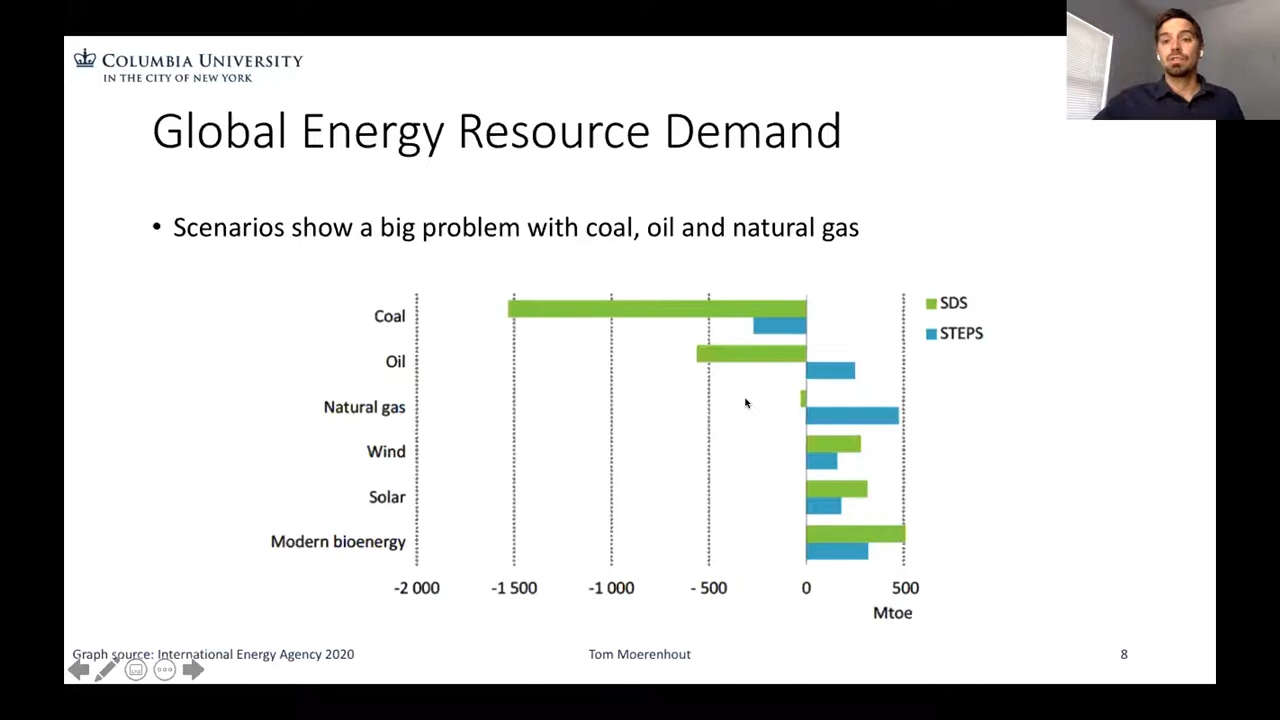 COLUMBIA UNIVERSITY
IN THE CITY OF NEW YORK
Global Energy Resource Demand
• Scenarios show a big problem with coal, oil and natural gas
SDS
STEPS
Coal
Oil
Natural gas
Wind
Solar
Modern bioenergy
-2 000 -1 500 -1 000 - 500 0 500
Mtoe
Graph source: International Energy Agency 2020
Tom Moerenhout
8